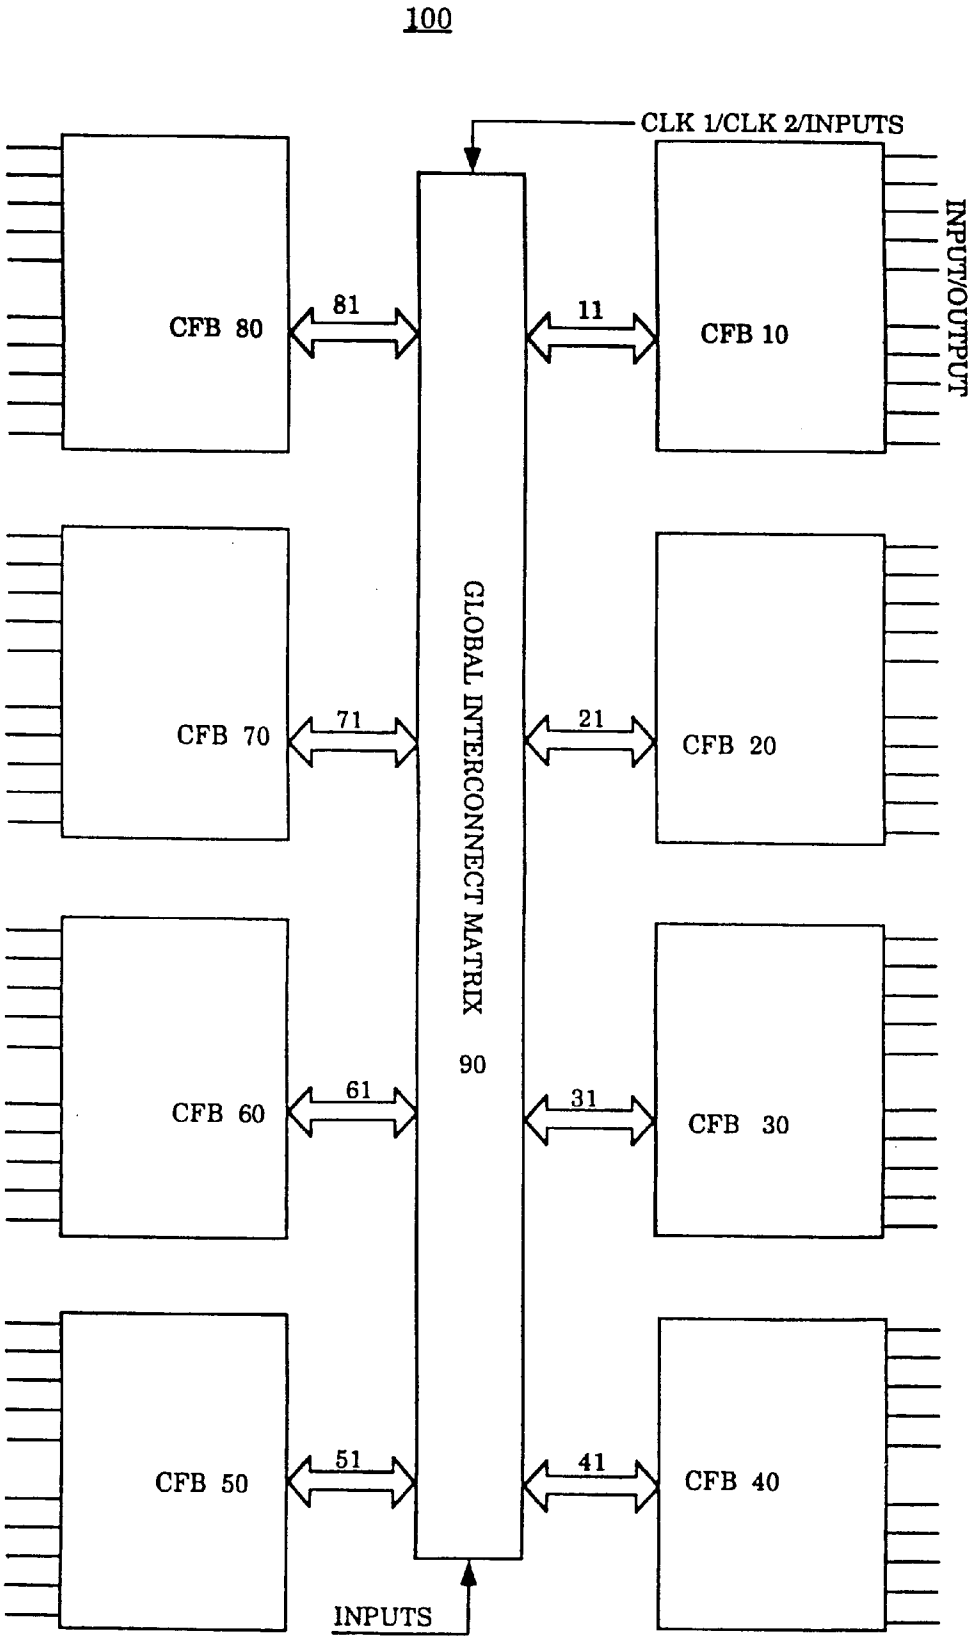 100
CLK 1/CLK 2/INPUTS
INPUT/OUTPUT
81
11
CFB 80
CFB 10
GLOBAL INTERCONNECT MATRIX 90
71
21
CFB 70
CFB 20
61
31
CFB 60
CFB 30
51
41
CFB 50
CFB 40
INPUTS